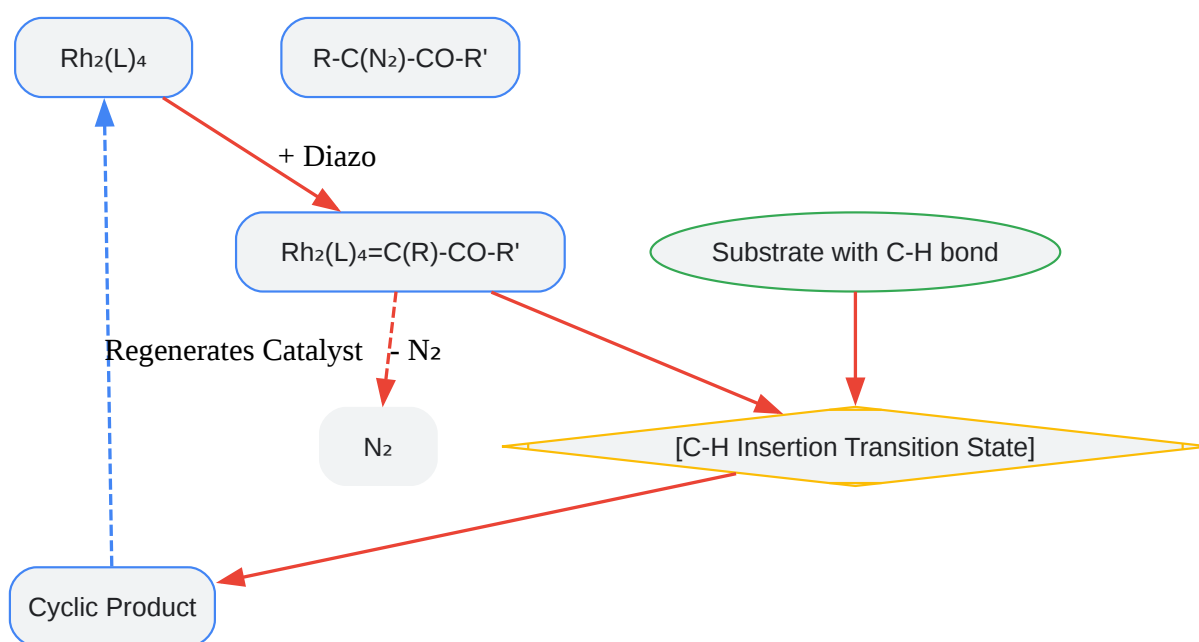 Rh₂(L)₄
R-C(N₂)-CO-R'
+ Diazo
Rh₂(L)₄=C(R)-CO-R'
Substrate with C-H bond
Regenerates Catalyst
- N₂
N₂
[C-H Insertion Transition State]
Cyclic Product